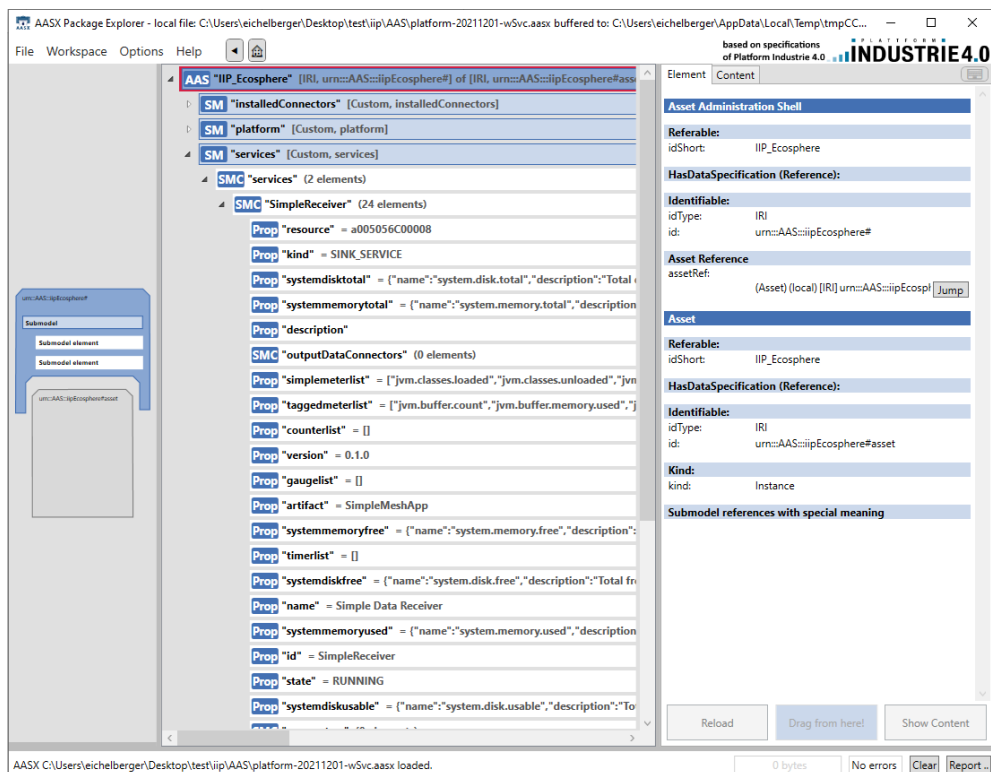 AASX Package Explorer - local file: C:\Users\eichelberger\Desktop\test\iip\AAS\platform-20211201-wSvc.aasx buffered to: C:\Users\eichelberger\AppData\Local\Temp\tmpCC...
File Workspace Options Help
based on specifications
of Platform Industrie 4.0
PLATTFORM
INDUSTRIE4.0
urn::AAS::iipEcosphere#
Submodel
Submodel element
Submodel element
urn::AAS::iipEcosphere#asset
AAS "IIP_Ecosphere" [IRI, urn:::AAS:::iipEcosphere#] of [IRI, urn:::AAS:::iipEcosphere#ass
SM "installedConnectors" [Custom, installedConnectors]
SM "platform" [Custom, platform]
SM "services" [Custom, services]
SMC "services" (2 elements)
SMC "SimpleReceiver" (24 elements)
Prop "resource" = a005056C00008
Prop "kind" = SINK_SERVICE
Prop "systemdisktotal" = {"name":"system.disk.total","description":"Total
Prop "systemmemorytotal" = {"name":"system.memory.total","description
Prop "description"
SMC "outputDataConnectors" (0 elements)
Prop "simplemeterlist" = ["jvm.classes.loaded","jvm.classes.unloaded","jvm
Prop "taggedmeterlist" = ["jvm.buffer.count","jvm.buffer.memory.used","j
Prop "counterlist" = []
Prop "version" = 0.1.0
Prop "gaugelist" = []
Prop "artifact" = SimpleMeshApp
Prop "systemmemoryfree" = {"name":"system.memory.free","description":
Prop "timerlist" = []
Prop "systemdiskfree" = {"name":"system.disk.free","description":"Total fr
Prop "name" = Simple Data Receiver
Prop "systemmemoryused" = {"name":"system.memory.used","description
Prop "id" = SimpleReceiver
Prop "state" = RUNNING
Prop "systemdiskusable" = {"name":"system.disk.usable","description":"To
Element Content
Asset Administration Shell
Referable:
idShort: IIP_Ecosphere
HasDataSpecification (Reference):
Identifiable:
idType: IRI
id: urn:::AAS:::iipEcosphere#
Asset Reference
assetRef:
(Asset) (local) [IRI] urn:::AAS:::iipEcosph Jump
Asset
Referable:
idShort: IIP_Ecosphere
HasDataSpecification (Reference):
Identifiable:
idType: IRI
id: urn:::AAS:::iipEcosphere#asset
Kind:
kind: Instance
Submodel references with special meaning
Reload Drag from here! Show Content
AASX C:\Users\eichelberger\Desktop\test\iip\AAS\platform-20211201-wSvc.aasx loaded.
0 bytes No errors Clear Report ..